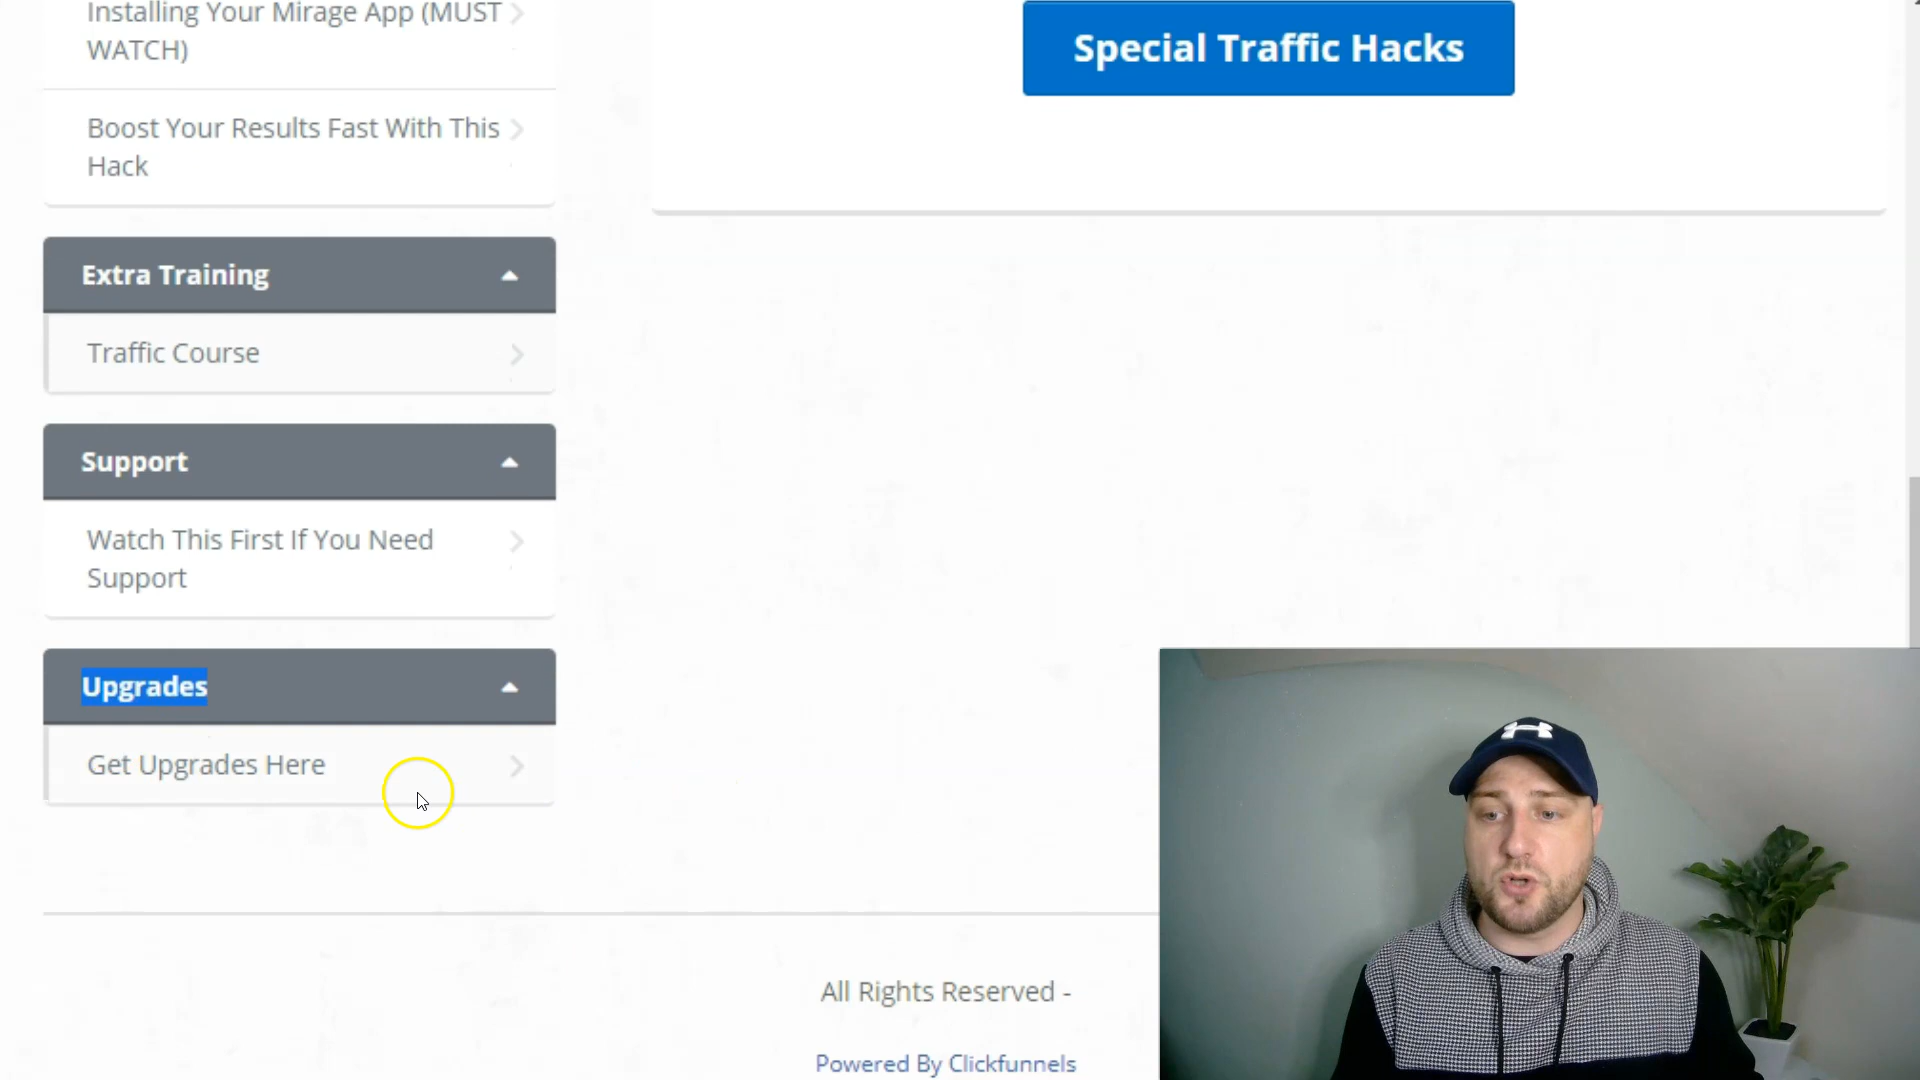 Installing Your Mirage App (MUST
WATCH)
Boost Your Results Fast With This
Hack
Extra Training
Traffic Course
Support
Watch This First If You Need
Support
Upgrades
Get Upgrades Here
Special Traffic Hacks
All Rights Reserved -
Powered By Clickfunnels